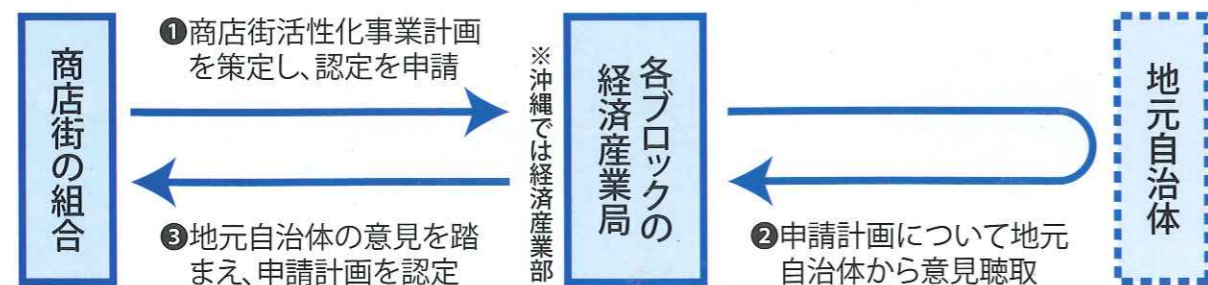 商店街の組合
❶商店街活性化事業計画
を策定し、認定を申請
❸地元自治体の意見を踏
まえ、申請計画を認定
※沖縄では経済産業部
各ブロックの
経済産業局
❷申請計画について地元
自治体から意見聴取
地元自治体